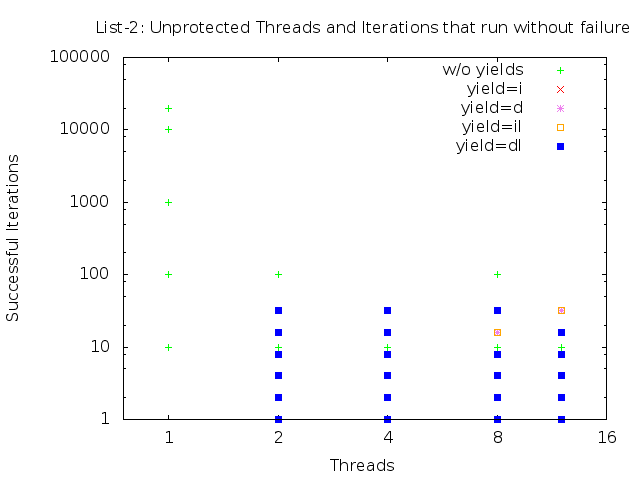 List-2: Unprotected Threads and Iterations that run without failure
100000
10000
1000
100
10
1
Successful Iterations
w/o yields
yield=i
yield=d
yield=il
yield=dl
1 2 4 8 16
Threads